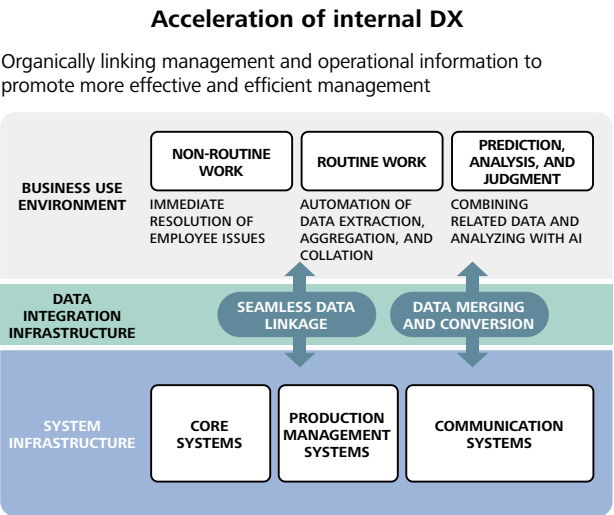 Acceleration of internal DX
Organically linking management and operational information to
promote more effective and efficient management
BUSINESS USE
ENVIRONMENT
NON-ROUTINE
WORK
IMMEDIATE
RESOLUTION OF
EMPLOYEE ISSUES
ROUTINE WORK
AUTOMATION OF
DATA EXTRACTION,
AGGREGATION, AND
COLLATION
PREDICTION,
ANALYSIS, AND
JUDGMENT
COMBINING
RELATED DATA AND
ANALYZING WITH AI
DATA
INTEGRATION
INFRASTRUCTURE
SEAMLESS DATA
LINKAGE
DATA MERGING
AND CONVERSION
SYSTEM
INFRASTRUCTURE
CORE
SYSTEMS
PRODUCTION
MANAGEMENT
SYSTEMS
COMMUNICATION
SYSTEMS